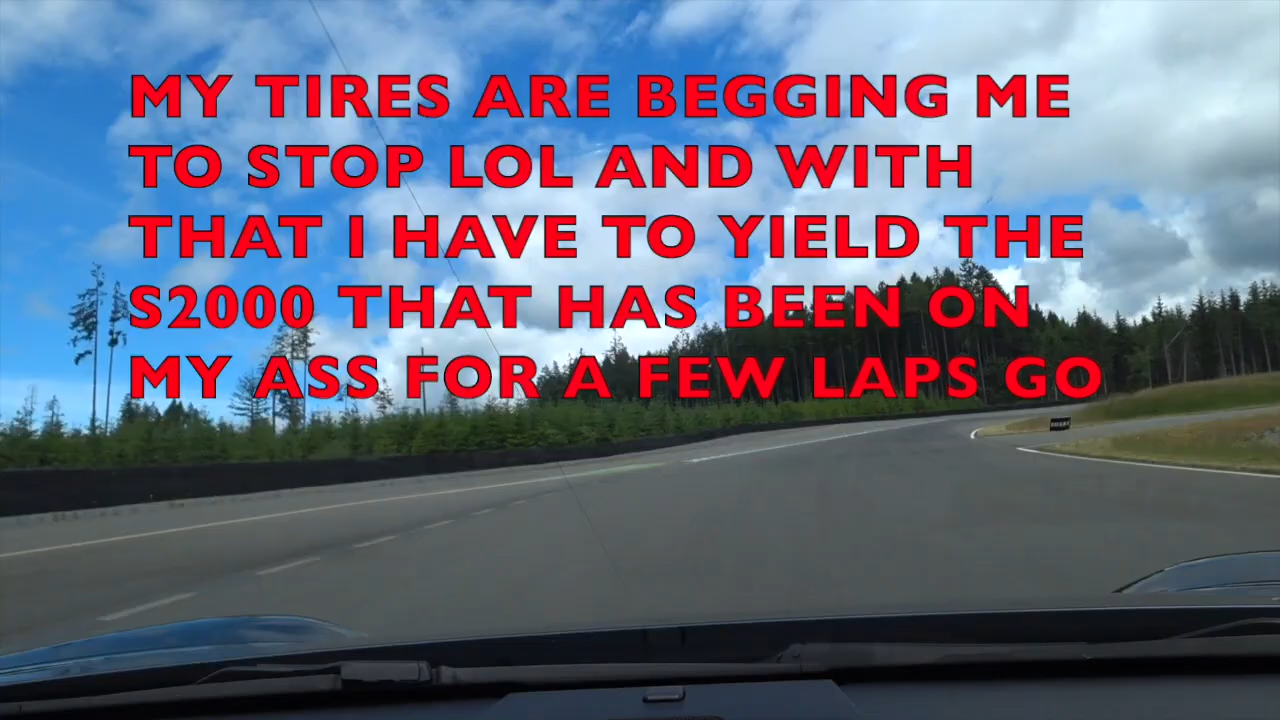 MY TIRES ARE BEGGING ME
TO STOP LOL AND WITH
THAT I HAVE TO YIELD THE
S2000 THAT HAS BEEN ON
MY ASS FOR A FEW LAPS GO